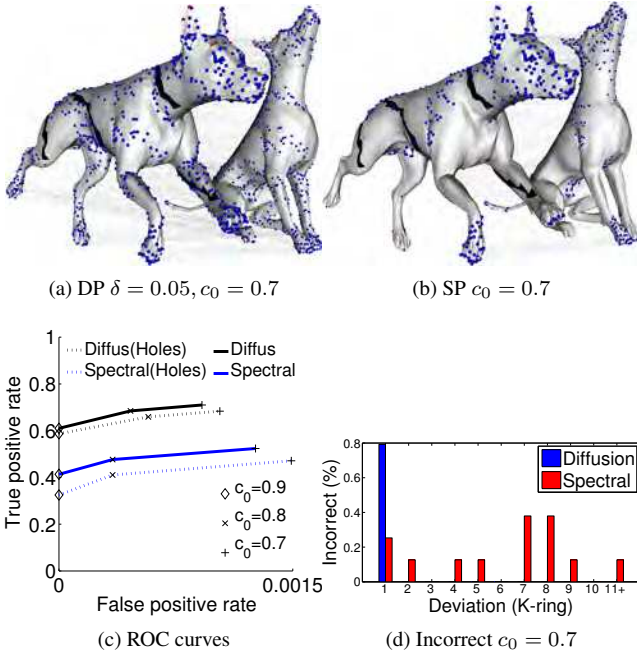 (a) DP δ = 0.05, c₀ = 0.7
(b) SP c₀ = 0.7
1
0.8
0.6
0.4
0.2
0
Diffus(Holes)
Diffus
Spectral(Holes)
Spectral
c₀=0.9
c₀=0.8
c₀=0.7
0
0.0015
True positive rate
False positive rate
(c) ROC curves
0.8
0.6
0.4
0.2
0
Diffusion
Spectral
1 2 3 4 5 6 7 8 9 10 11+
Incorrect (%)
Deviation (K-ring)
(d) Incorrect c₀ = 0.7